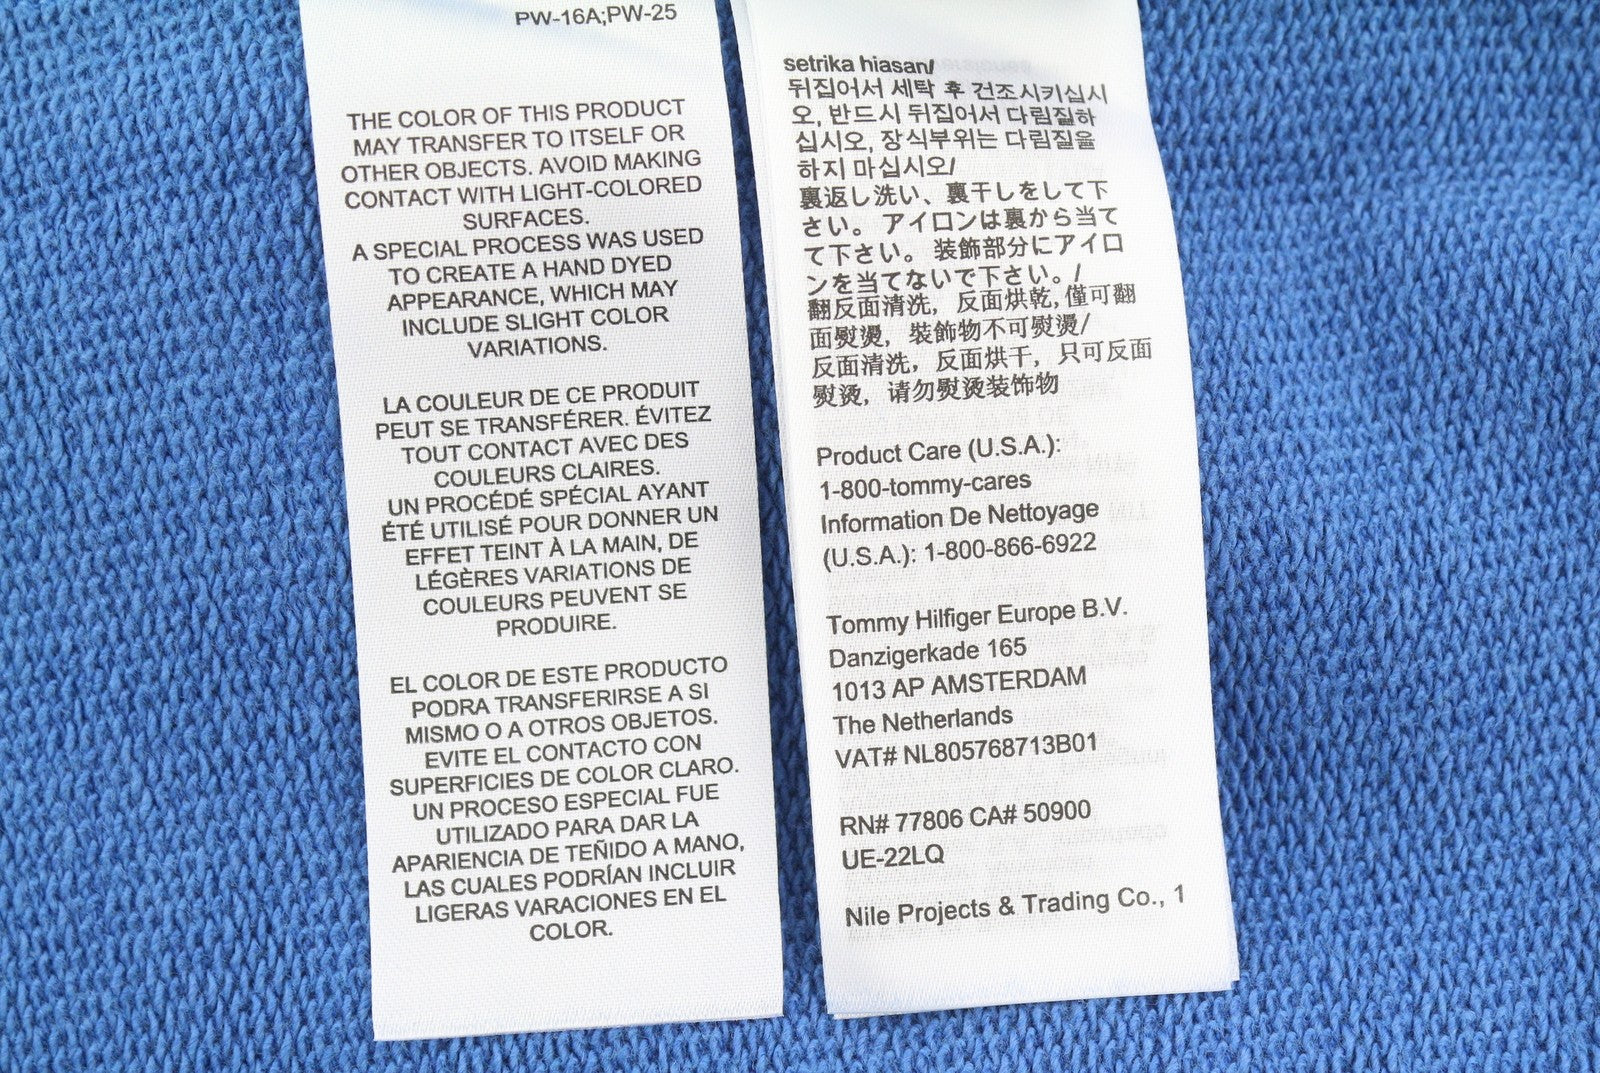 PW-16A;PW-25
THE COLOR OF THIS PRODUCT
MAY TRANSFER TO ITSELF OR
OTHER OBJECTS. AVOID MAKING
CONTACT WITH LIGHT-COLORED
SURFACES.
A SPECIAL PROCESS WAS USED
TO CREATE A HAND DYED
APPEARANCE, WHICH MAY
INCLUDE SLIGHT COLOR
VARIATIONS.
LA COULEUR DE CE PRODUIT
PEUT SE TRANSFÉRER. ÉVITEZ
TOUT CONTACT AVEC DES
COULEURS CLAIRES.
UN PROCÉDÉ SPÉCIAL AYANT
ÉTÉ UTILISÉ POUR DONNER UN
EFFET TEINT À LA MAIN, DE
LÉGÈRES VARIATIONS DE
COULEURS PEUVENT SE
PRODUIRE.
EL COLOR DE ESTE PRODUCTO
PODRA TRANSFERIRSE A SI
MISMO O A OTROS OBJETOS.
EVITE EL CONTACTO CON
SUPERFICIES DE COLOR CLARO.
UN PROCESO ESPECIAL FUE
UTILIZADO PARA DAR LA
APARIENCIA DE TEÑIDO A MANO,
LAS CUALES PODRÍAN INCLUIR
LIGERAS VARACIONES EN EL
COLOR.
setrika hiasan/
뒤집어서 세탁 후 건조시키십시
오, 반드시 뒤집어서 다림질하
십시오, 장식부위는 다림질을
하지 마십시오/
裏返し洗い、裏干しをして下
さい。 アイロンは裏から当て
て下さい。 装飾部分にアイロ
ンを当てないで下さい。/
翻反面清洗， 反面烘乾,僅可翻
面熨燙， 裝飾物不可熨燙/
反面清洗，反面烘干，只可反面
熨烫，请勿熨烫装饰物
Product Care (U.S.A.):
1-800-tommy-cares
Information De Nettoyage
(U.S.A.): 1-800-866-6922
Tommy Hilfiger Europe B.V.
Danzigerkade 165
1013 AP AMSTERDAM
The Netherlands
VAT# NL805768713B01
RN# 77806 CA# 50900
UE-22LQ
Nile Projects & Trading Co., 1